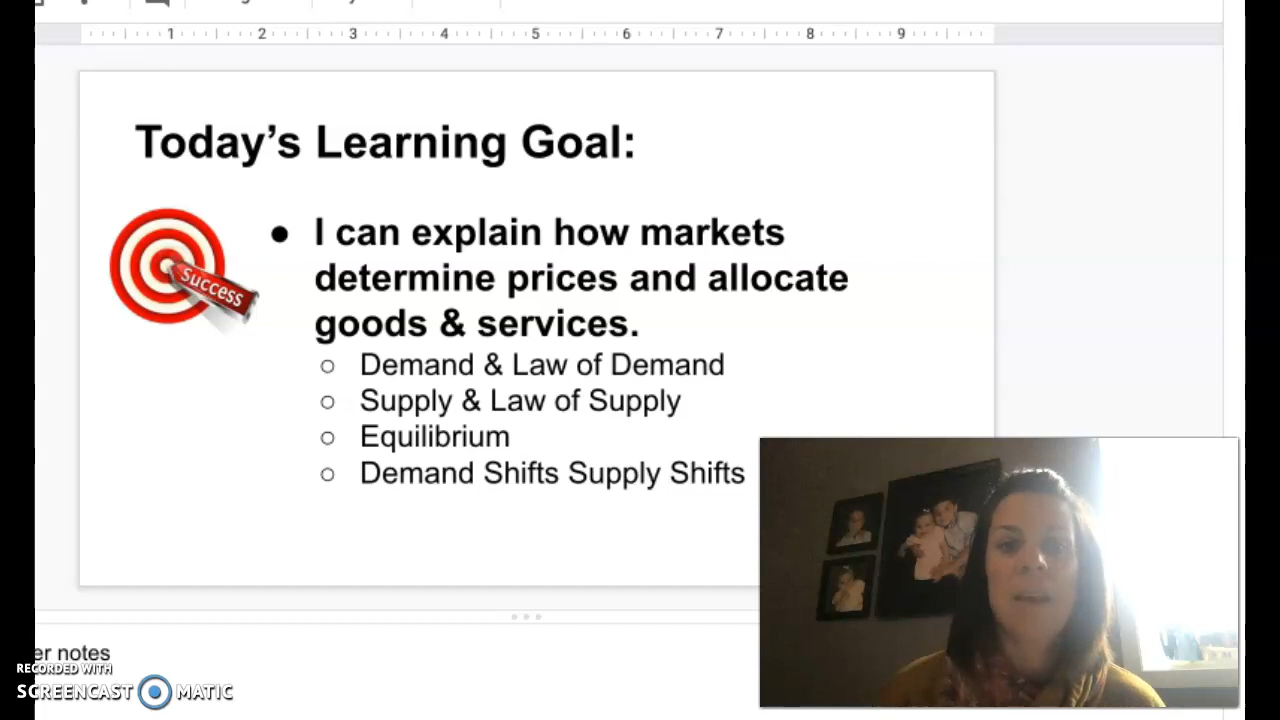 1 2 3 4 5 6 7 8 9
Today's Learning Goal:
● I can explain how markets
determine prices and allocate
goods & services.
○ Demand & Law of Demand
○ Supply & Law of Supply
○ Equilibrium
○ Demand Shifts Supply Shifts
Success
er notes
RECORDED WITH
SCREENCAST MATIC